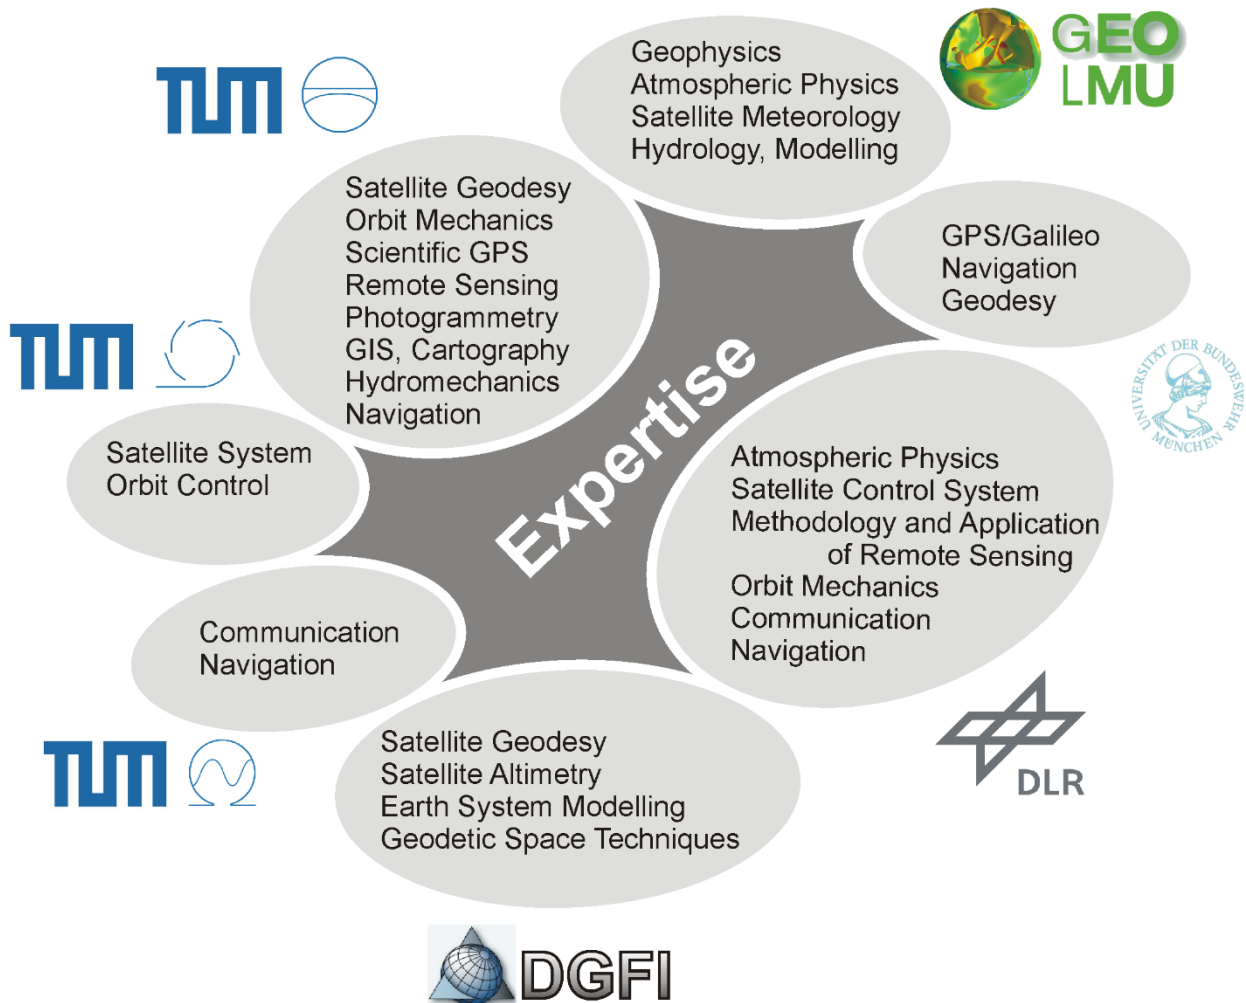 Geophysics
Atmospheric Physics
Satellite Meteorology
Hydrology, Modelling
GEO
LMU
TUM
Satellite Geodesy
Orbit Mechanics
Scientific GPS
Remote Sensing
Photogrammetry
GIS, Cartography
Hydromechanics
Navigation
GPS/Galileo
Navigation
Geodesy
UNIVERSITÄT DER BUNDESWEHR
MÜNCHEN
TUM
Satellite System
Orbit Control
Expertise
Atmospheric Physics
Satellite Control System
Methodology and Application
of Remote Sensing
Orbit Mechanics
Communication
Navigation
DLR
Communication
Navigation
TUM
Satellite Geodesy
Satellite Altimetry
Earth System Modelling
Geodetic Space Techniques
DGFI